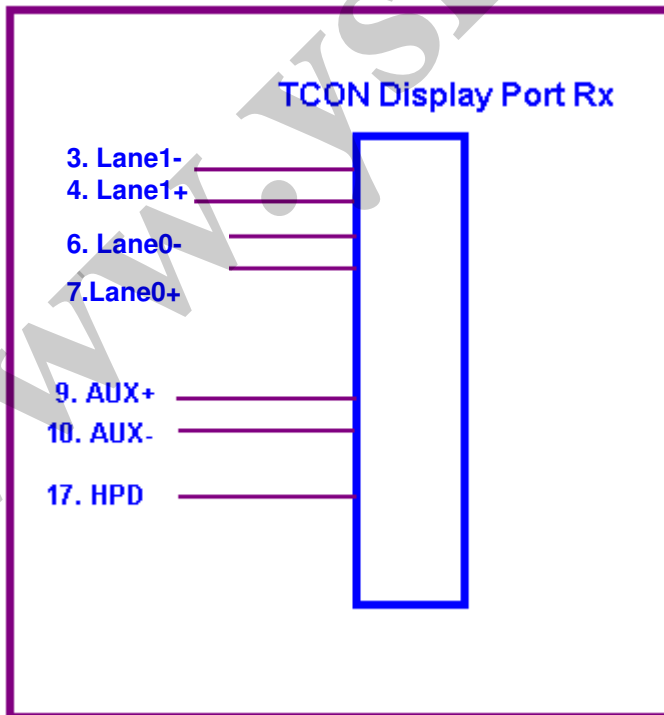 TCON Display Port Rx
3. Lane1-
4. Lane1+
6. Lane0-
7.Lane0+
9. AUX+
10. AUX-
17. HPD